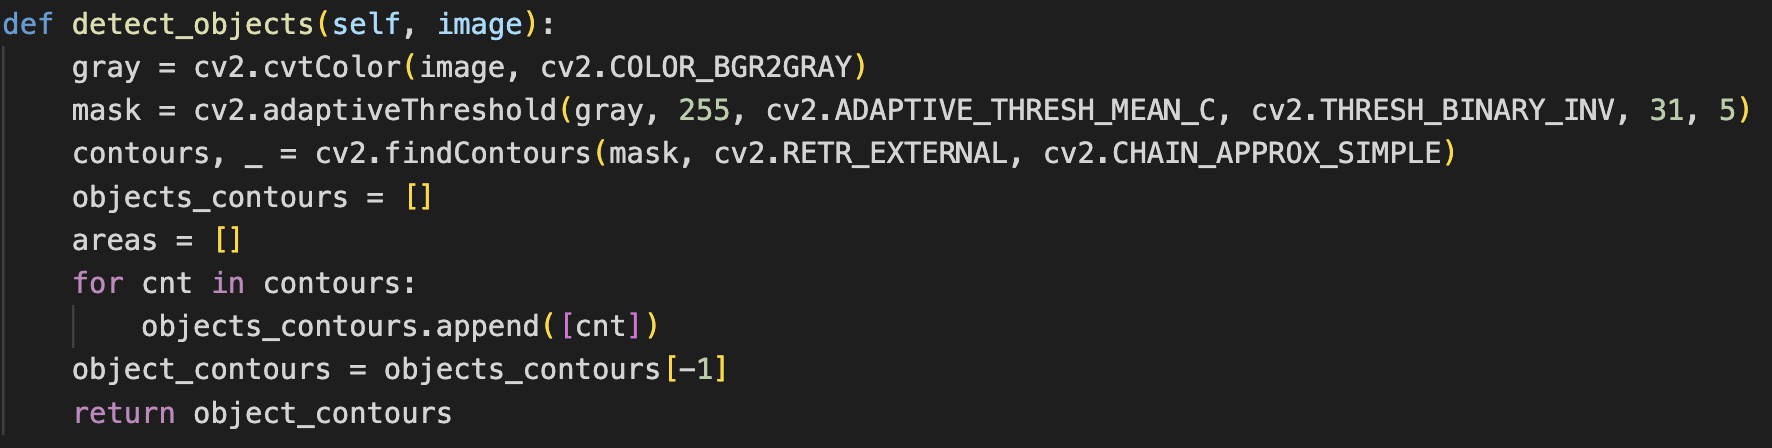 def detect_objects(self, image):
    gray = cv2.cvtColor(image, cv2.COLOR_BGR2GRAY)
    mask = cv2.adaptiveThreshold(gray, 255, cv2.ADAPTIVE_THRESH_MEAN_C, cv2.THRESH_BINARY_INV, 31, 5)
    contours, _ = cv2.findContours(mask, cv2.RETR_EXTERNAL, cv2.CHAIN_APPROX_SIMPLE)
    objects_contours = []
    areas = []
    for cnt in contours:
        objects_contours.append([cnt])
    object_contours = objects_contours[-1]
    return object_contours